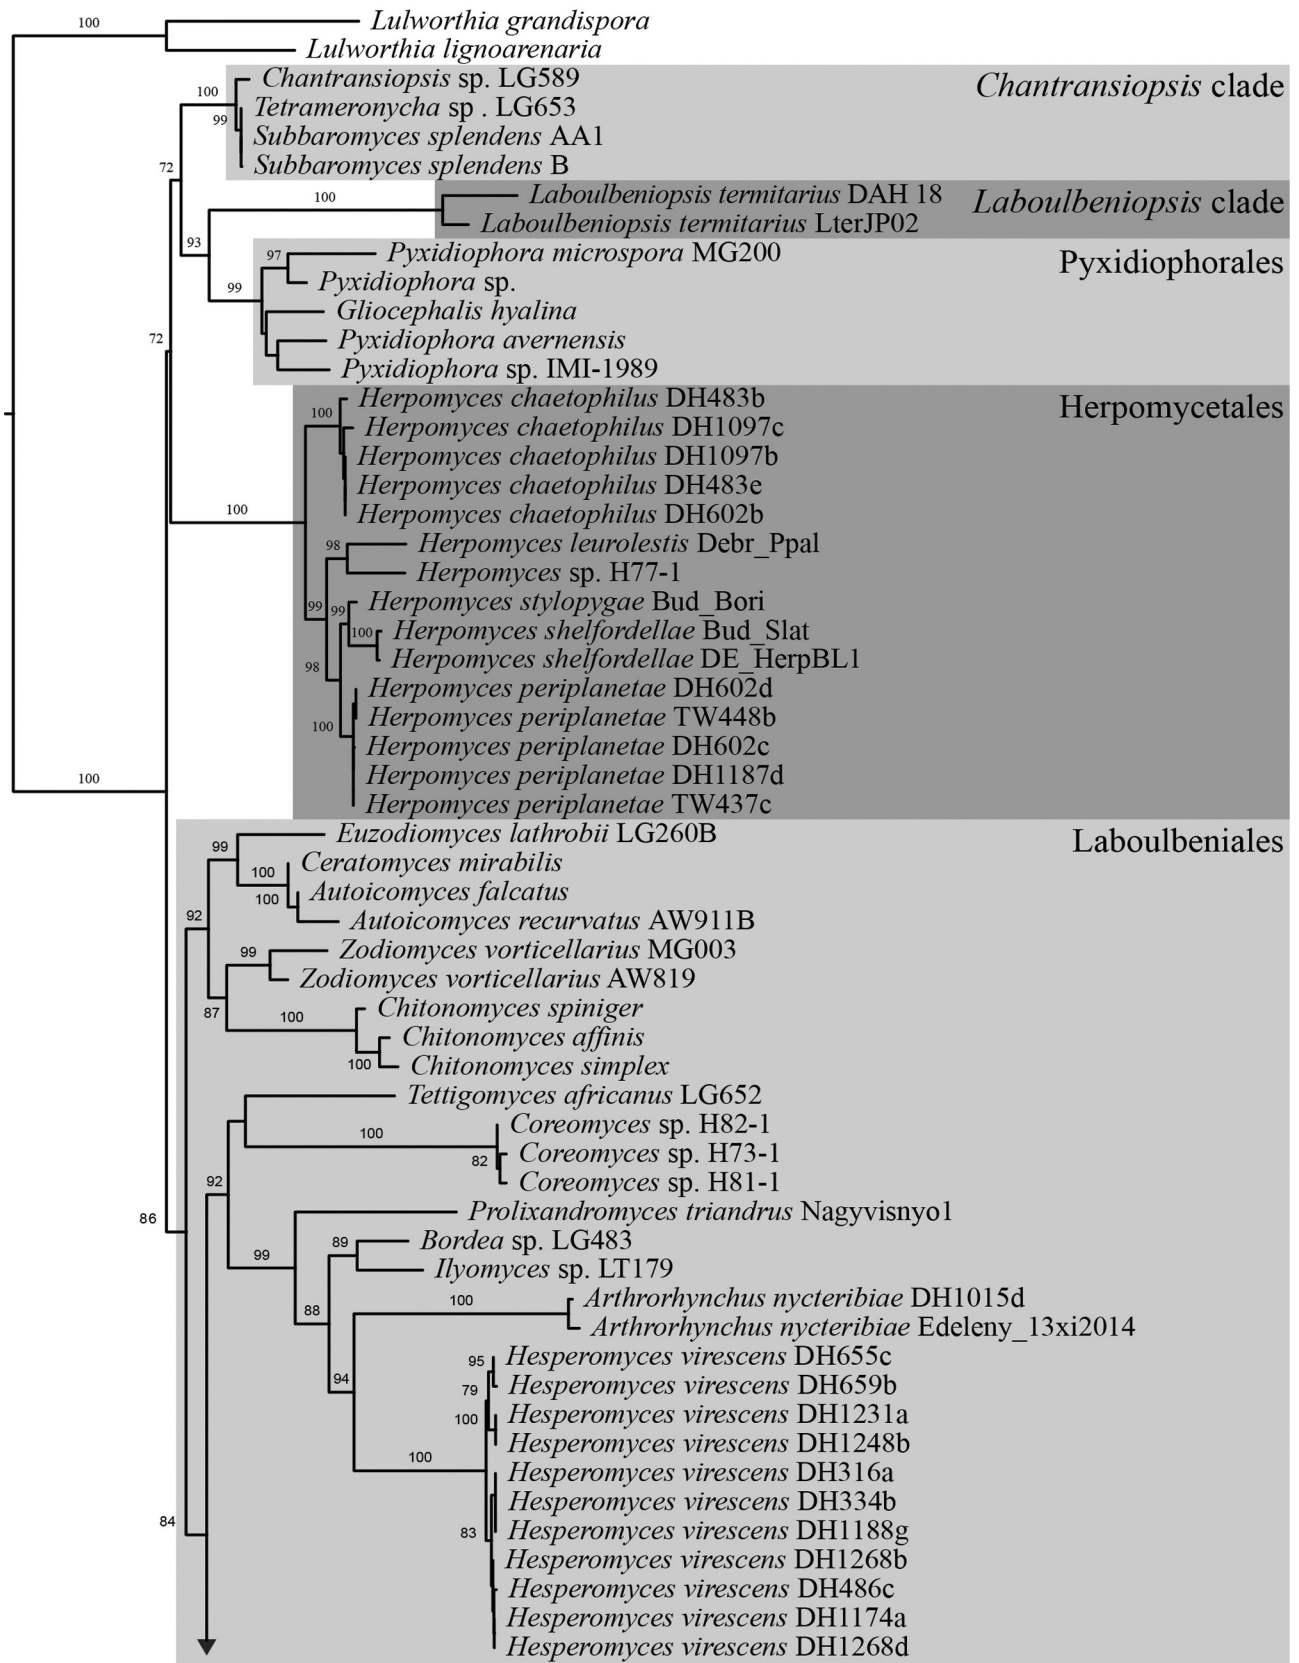 100
Lulworthia grandispora
Lulworthia lignoarenaria
Chantransiopsis sp. LG589
Chantransiopsis clade
100
Tetrameronycha sp . LG653
99
Subbaromyces splendens AA1
Subbaromyces splendens B
72
Laboulbeniopsis termitarius DAH 18
100
Laboulbeniopsis clade
Laboulbeniopsis termitarius LterJP02
93
Pyxidiophora microspora MG200
97
Pyxidiophorales
Pyxidiophora sp.
99
Gliocephalis hyalina
72
Pyxidiophora avernensis
Pyxidiophora sp. IMI-1989
Herpomyces chaetophilus DH483b
Herpomycetales
100
Herpomyces chaetophilus DH1097c
Herpomyces chaetophilus DH1097b
Herpomyces chaetophilus DH483e
100
Herpomyces chaetophilus DH602b
98
Herpomyces leurolestis Debr_Ppal
Herpomyces sp. H77-1
99
99
Herpomyces stylopygae Bud_Bori
100
Herpomyces shelfordellae Bud_Slat
98
Herpomyces shelfordellae DE_HerpBL1
Herpomyces periplanetae DH602d
100
Herpomyces periplanetae TW448b
Herpomyces periplanetae DH602c
100
Herpomyces periplanetae DH1187d
Herpomyces periplanetae TW437c
Euzodiomyces lathrobii LG260B
Laboulbeniales
99
Ceratomyces mirabilis
100
100
Autoicomyces falcatus
92
Autoicomyces recurvatus AW911B
99
Zodiomyces vorticellarius MG003
Zodiomyces vorticellarius AW819
87
100
Chitonomyces spiniger
Chitonomyces affinis
100
Chitonomyces simplex
Tettigomyces africanus LG652
100
Coreomyces sp. H82-1
82
Coreomyces sp. H73-1
92
Coreomyces sp. H81-1
86
Prolixandromyces triandrus Nagyvisnyo1
89
Bordea sp. LG483
99
Ilyomyces sp. LT179
88
100
Arthrorhynchus nycteribiae DH1015d
Arthrorhynchus nycteribiae Edeleny_13xi2014
95
Hesperomyces virescens DH655c
94
79
Hesperomyces virescens DH659b
100
Hesperomyces virescens DH1231a
Hesperomyces virescens DH1248b
100
Hesperomyces virescens DH316a
Hesperomyces virescens DH334b
84
83
Hesperomyces virescens DH1188g
Hesperomyces virescens DH1268b
Hesperomyces virescens DH486c
Hesperomyces virescens DH1174a
Hesperomyces virescens DH1268d